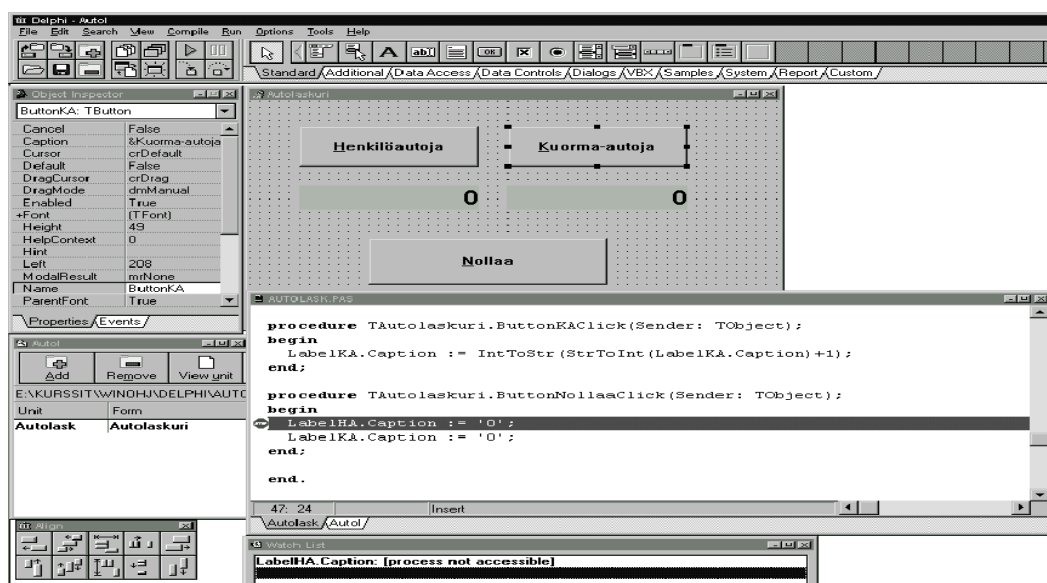 Delphi - Autol
File Edit Search View Compile Run Options Tools Help
Standard Additional Data Access Data Controls Dialogs VBX Samples System Report Custom
Object Inspector
ButtonKA: TButton
Cancel False
Caption &Kuorma-autoja
Cursor crDefault
Default False
DragCursor crDrag
DragMode dmManual
Enabled True
+Font (TFont)
Height 49
HelpContext 0
Hint
Left 208
ModalResult mrNone
Name ButtonKA
ParentFont True
Properties Events
Autolaskuri
Henkilöautoja Kuorma-autoja
0 0
Nollaa
Autol
Add Remove View unit
E:\KURSSIT\WINOHJ\DELPHI\AUTO
Unit Form
Autolask Autolaskuri
Align
AUTOLASK.PAS
procedure TAutolaskuri.ButtonKAClick(Sender: TObject);
begin
LabelKA.Caption := IntToStr(StrToInt(LabelKA.Caption)+1);
end;
procedure TAutolaskuri.ButtonNollaaClick(Sender: TObject);
begin
LabelHA.Caption := '0';
LabelKA.Caption := '0';
end;
end.
47: 24 Insert
Autolask Autol
Watch List
LabelHA.Caption: [process not accessible]